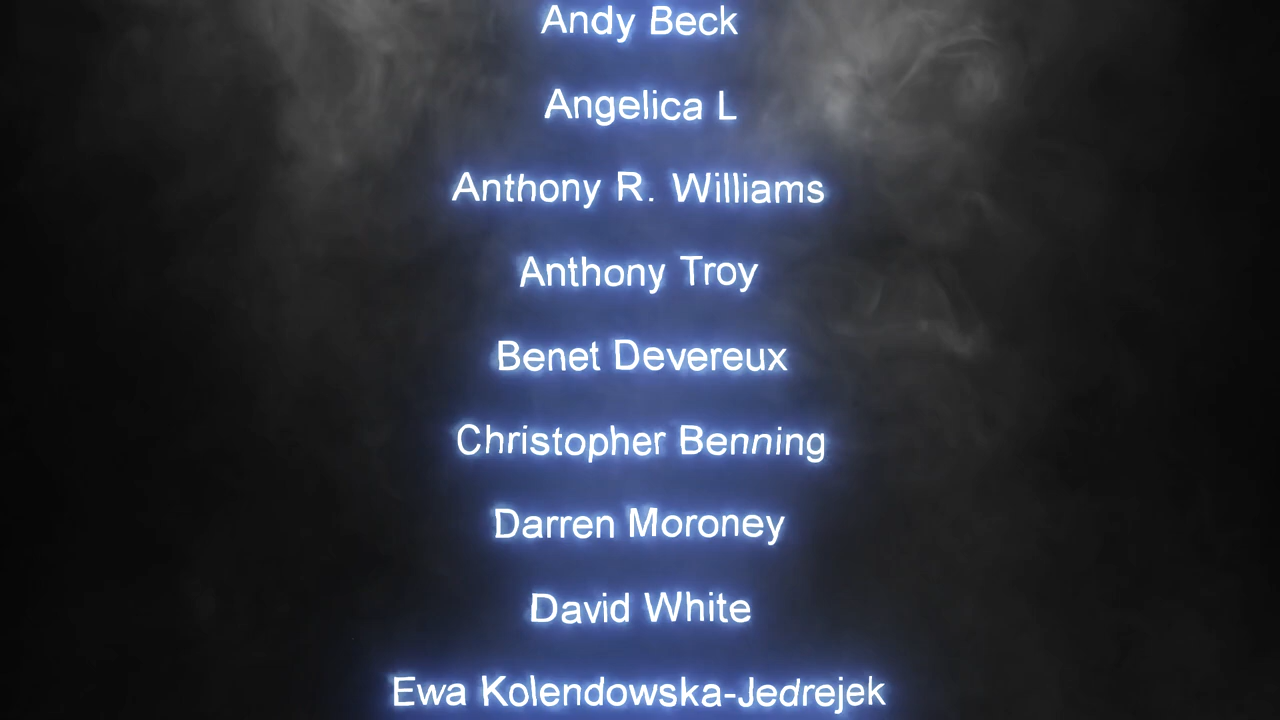 Andy Beck
Angelica L
Anthony R. Williams
Anthony Troy
Benet Devereux
Christopher Benning
Darren Moroney
David White
Ewa Kolendowska-Jedrejek